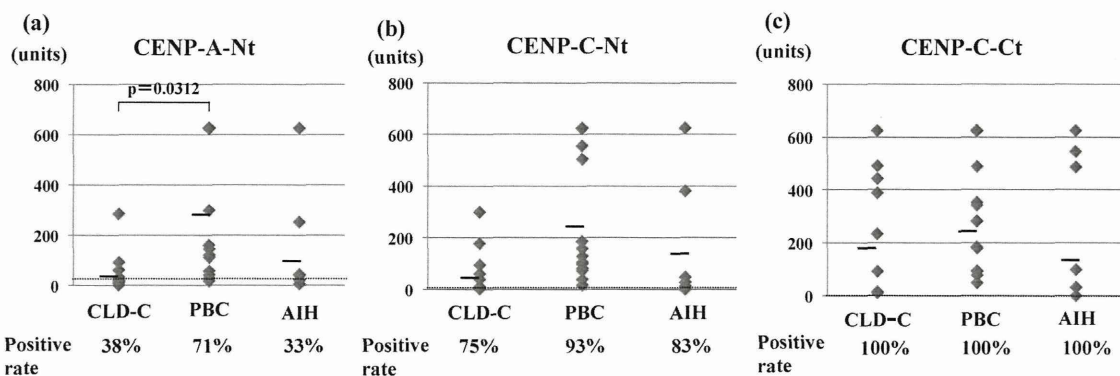 (a)
(units)
CENP-A-Nt
p=0.0312
800
600
400
200
0
CLD-C PBC AIH
Positive rate 38% 71% 33%
(b)
(units)
CENP-C-Nt
800
600
400
200
0
CLD-C PBC AIH
Positive rate 75% 93% 83%
(c)
(units)
CENP-C-Ct
800
600
400
200
0
CLD-C PBC AIH
Positive rate 100% 100% 100%